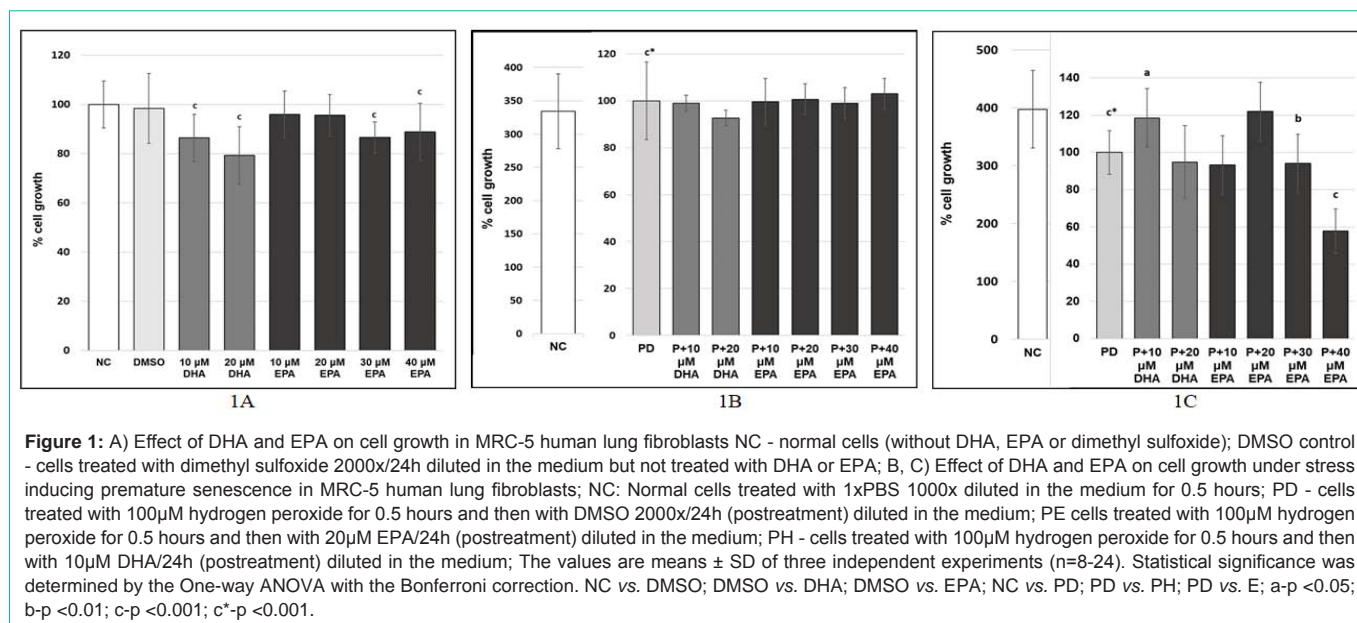 120
100
80
60
40
20
0
% cell growth
c
c
c
c
NC DMSO 10 µM DHA 20 µM DHA 10 µM EPA 20 µM EPA 30 µM EPA 40 µM EPA
1A
400
350
300
250
200
150
100
50
0
% cell growth
NC
120
100
80
60
40
20
0
c*
PD P+10 µM DHA P+20 µM DHA P+10 µM EPA P+20 µM EPA P+30 µM EPA P+40 µM EPA
1B
500
400
300
200
100
0
% cell growth
NC
140
120
100
80
60
40
20
0
c*
a
b
c
PD P+10 µM DHA P+20 µM DHA P+10 µM EPA P+20 µM EPA P+30 µM EPA P+40 µM EPA
1C
Figure 1: A) Effect of DHA and EPA on cell growth in MRC-5 human lung fibroblasts NC - normal cells (without DHA, EPA or dimethyl sulfoxide); DMSO control
- cells treated with dimethyl sulfoxide 2000x/24h diluted in the medium but not treated with DHA or EPA; B, C) Effect of DHA and EPA on cell growth under stress
inducing premature senescence in MRC-5 human lung fibroblasts; NC: Normal cells treated with 1xPBS 1000x diluted in the medium for 0.5 hours; PD - cells
treated with 100µM hydrogen peroxide for 0.5 hours and then with DMSO 2000x/24h (postreatment) diluted in the medium; PE cells treated with 100µM hydrogen
peroxide for 0.5 hours and then with 20µM EPA/24h (postreatment) diluted in the medium; PH - cells treated with 100µM hydrogen peroxide for 0.5 hours and then
with 10µM DHA/24h (postreatment) diluted in the medium; The values are means ± SD of three independent experiments (n=8-24). Statistical significance was
determined by the One-way ANOVA with the Bonferroni correction. NC vs. DMSO; DMSO vs. DHA; DMSO vs. EPA; NC vs. PD; PD vs. PH; PD vs. E; a-p <0.05;
b-p <0.01; c-p <0.001; c*-p <0.001.